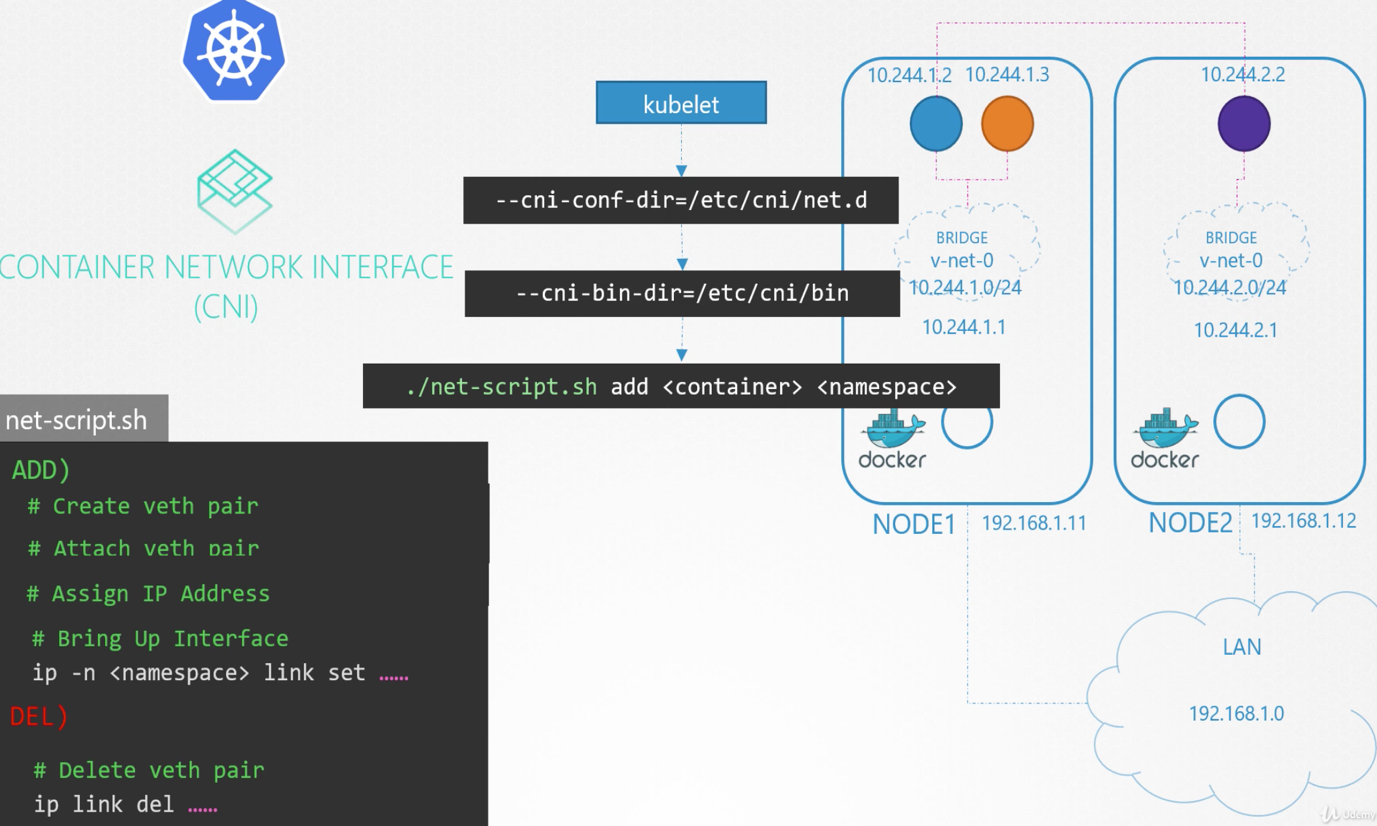 CONTAINER NETWORK INTERFACE
(CNI)
kubelet
--cni-conf-dir=/etc/cni/net.d
--cni-bin-dir=/etc/cni/bin
./net-script.sh add <container> <namespace>
net-script.sh
ADD)
# Create veth pair
# Attach veth pair
# Assign IP Address
# Bring Up Interface
ip -n <namespace> link set ......
DEL)
# Delete veth pair
ip link del ......
10.244.1.2 10.244.1.3
BRIDGE
v-net-0
10.244.1.0/24
10.244.1.1
docker
NODE1 192.168.1.11
10.244.2.2
BRIDGE
v-net-0
10.244.2.0/24
10.244.2.1
docker
NODE2 192.168.1.12
LAN
192.168.1.0
Udemy